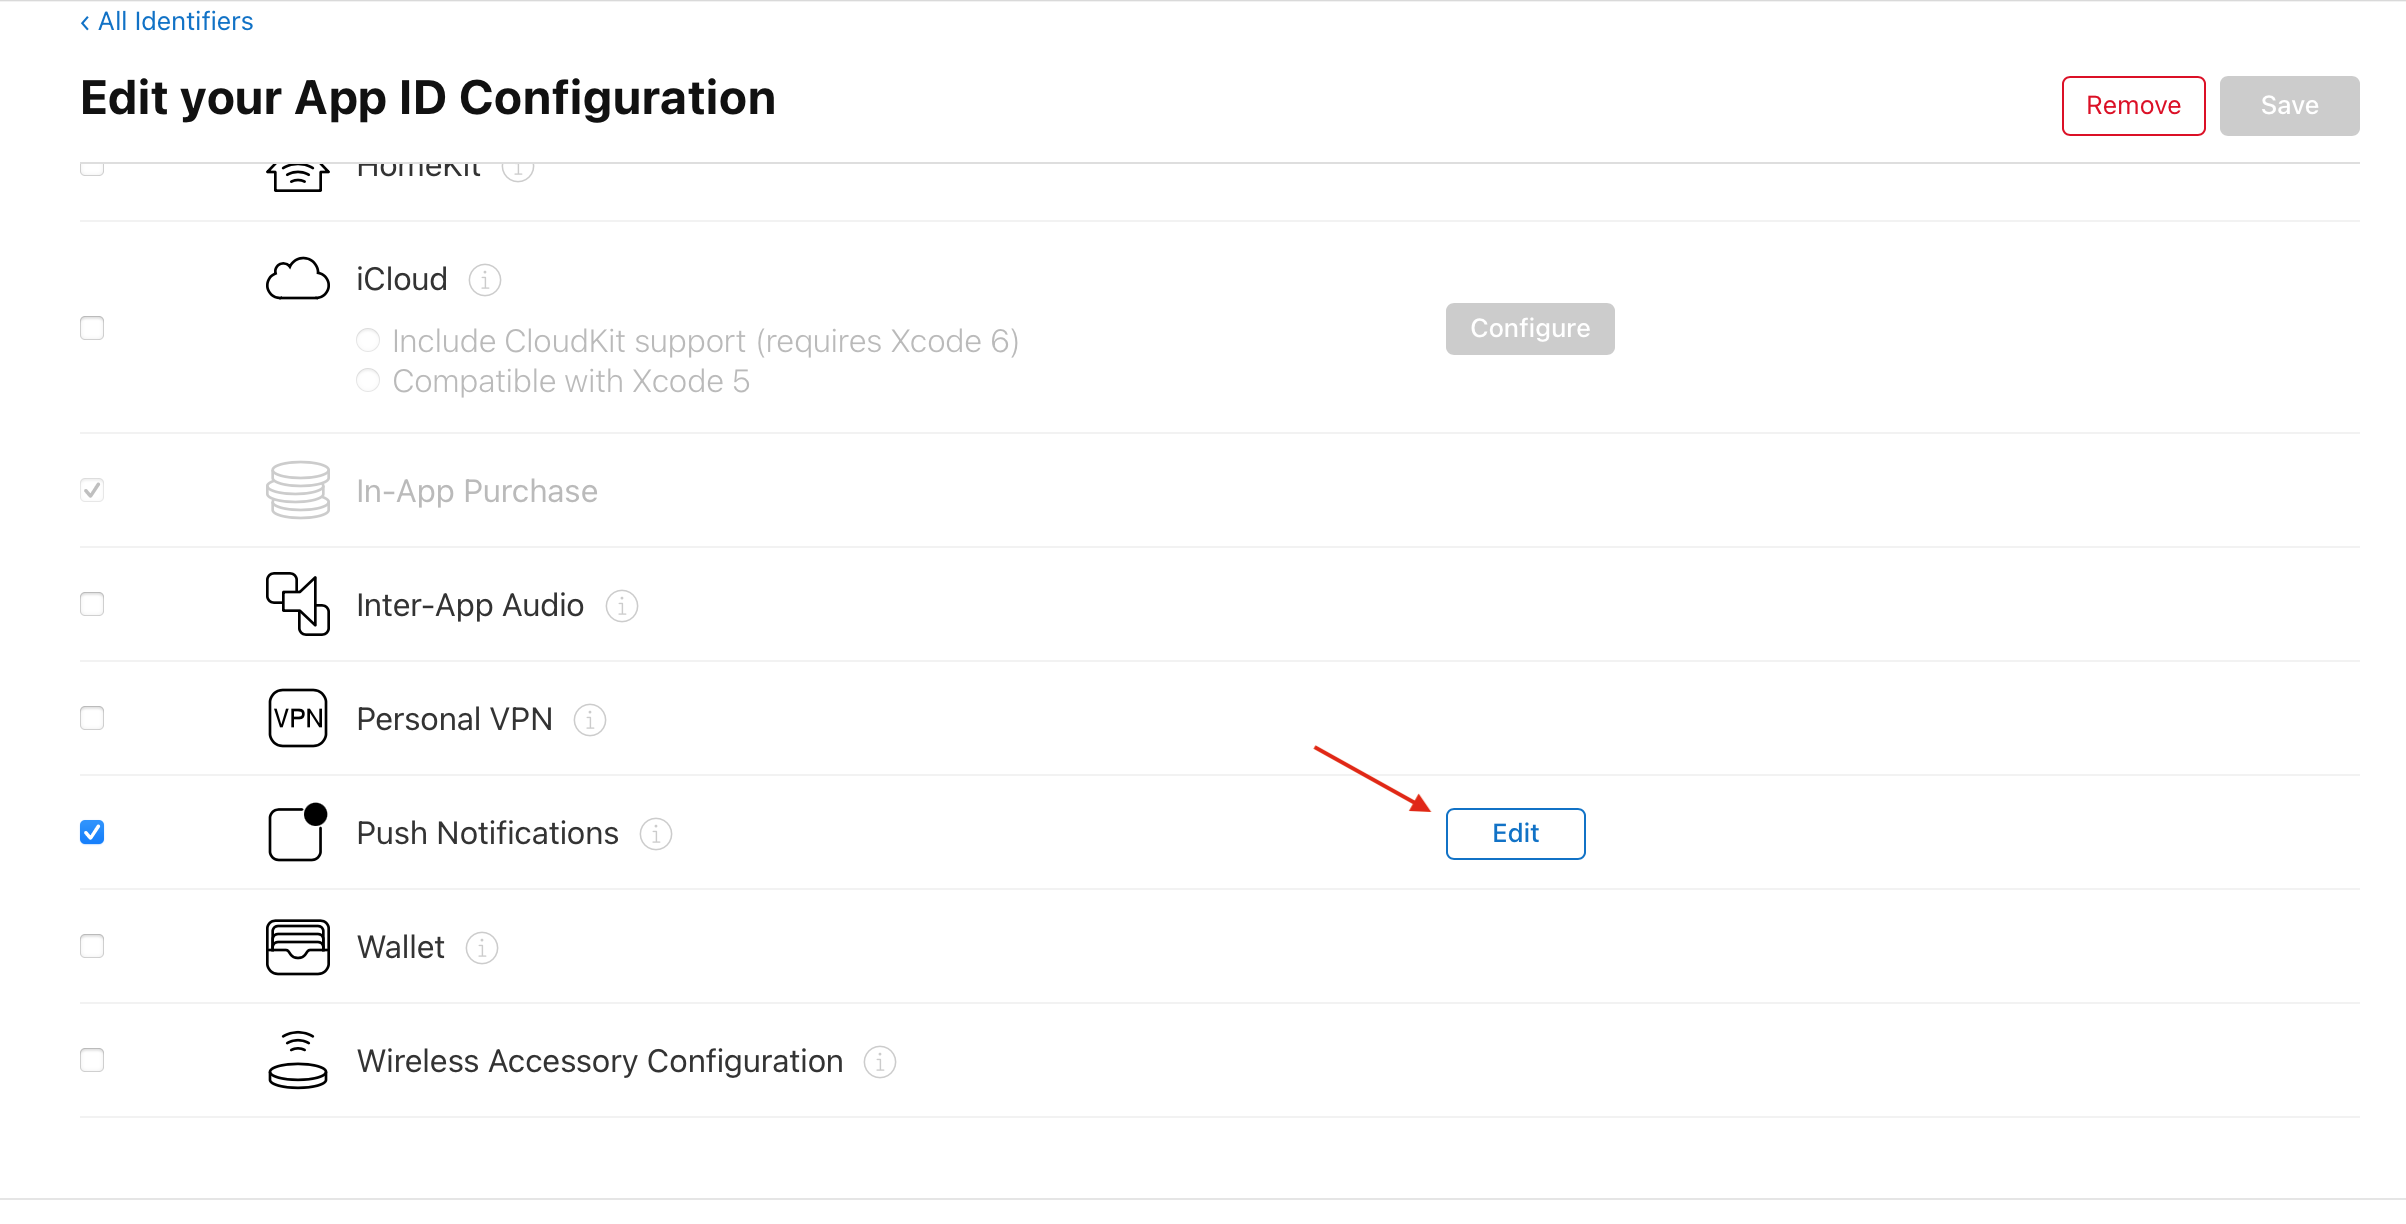 ‹ All Identifiers
Edit your App ID Configuration
Remove
Save
HomeKit
iCloud
Include CloudKit support (requires Xcode 6)
Compatible with Xcode 5
Configure
In-App Purchase
Inter-App Audio
VPN
Personal VPN
Push Notifications
Edit
Wallet
Wireless Accessory Configuration